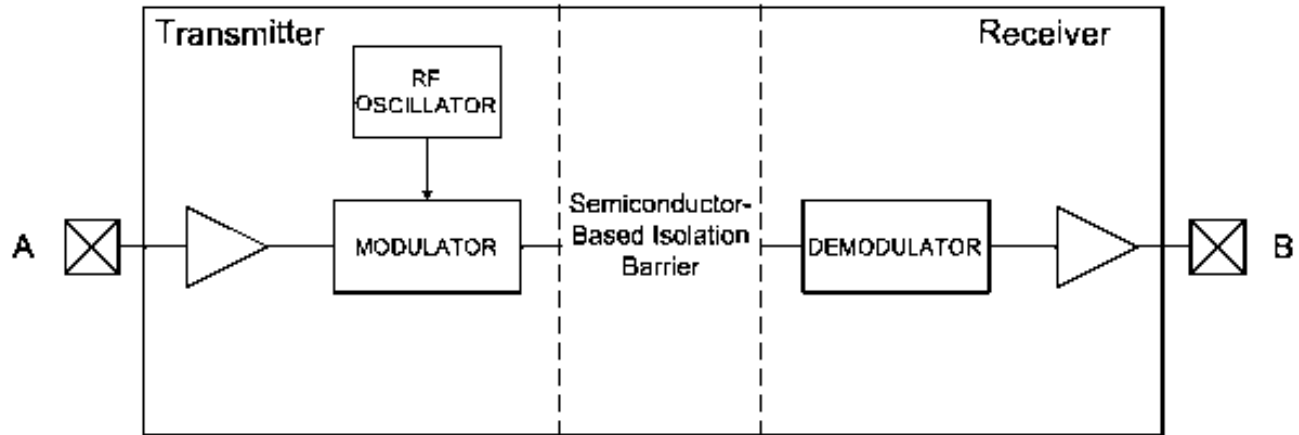 Transmitter
Receiver
RF
OSCILLATOR
A
MODULATOR
Semiconductor-
Based Isolation
Barrier
DEMODULATOR
B